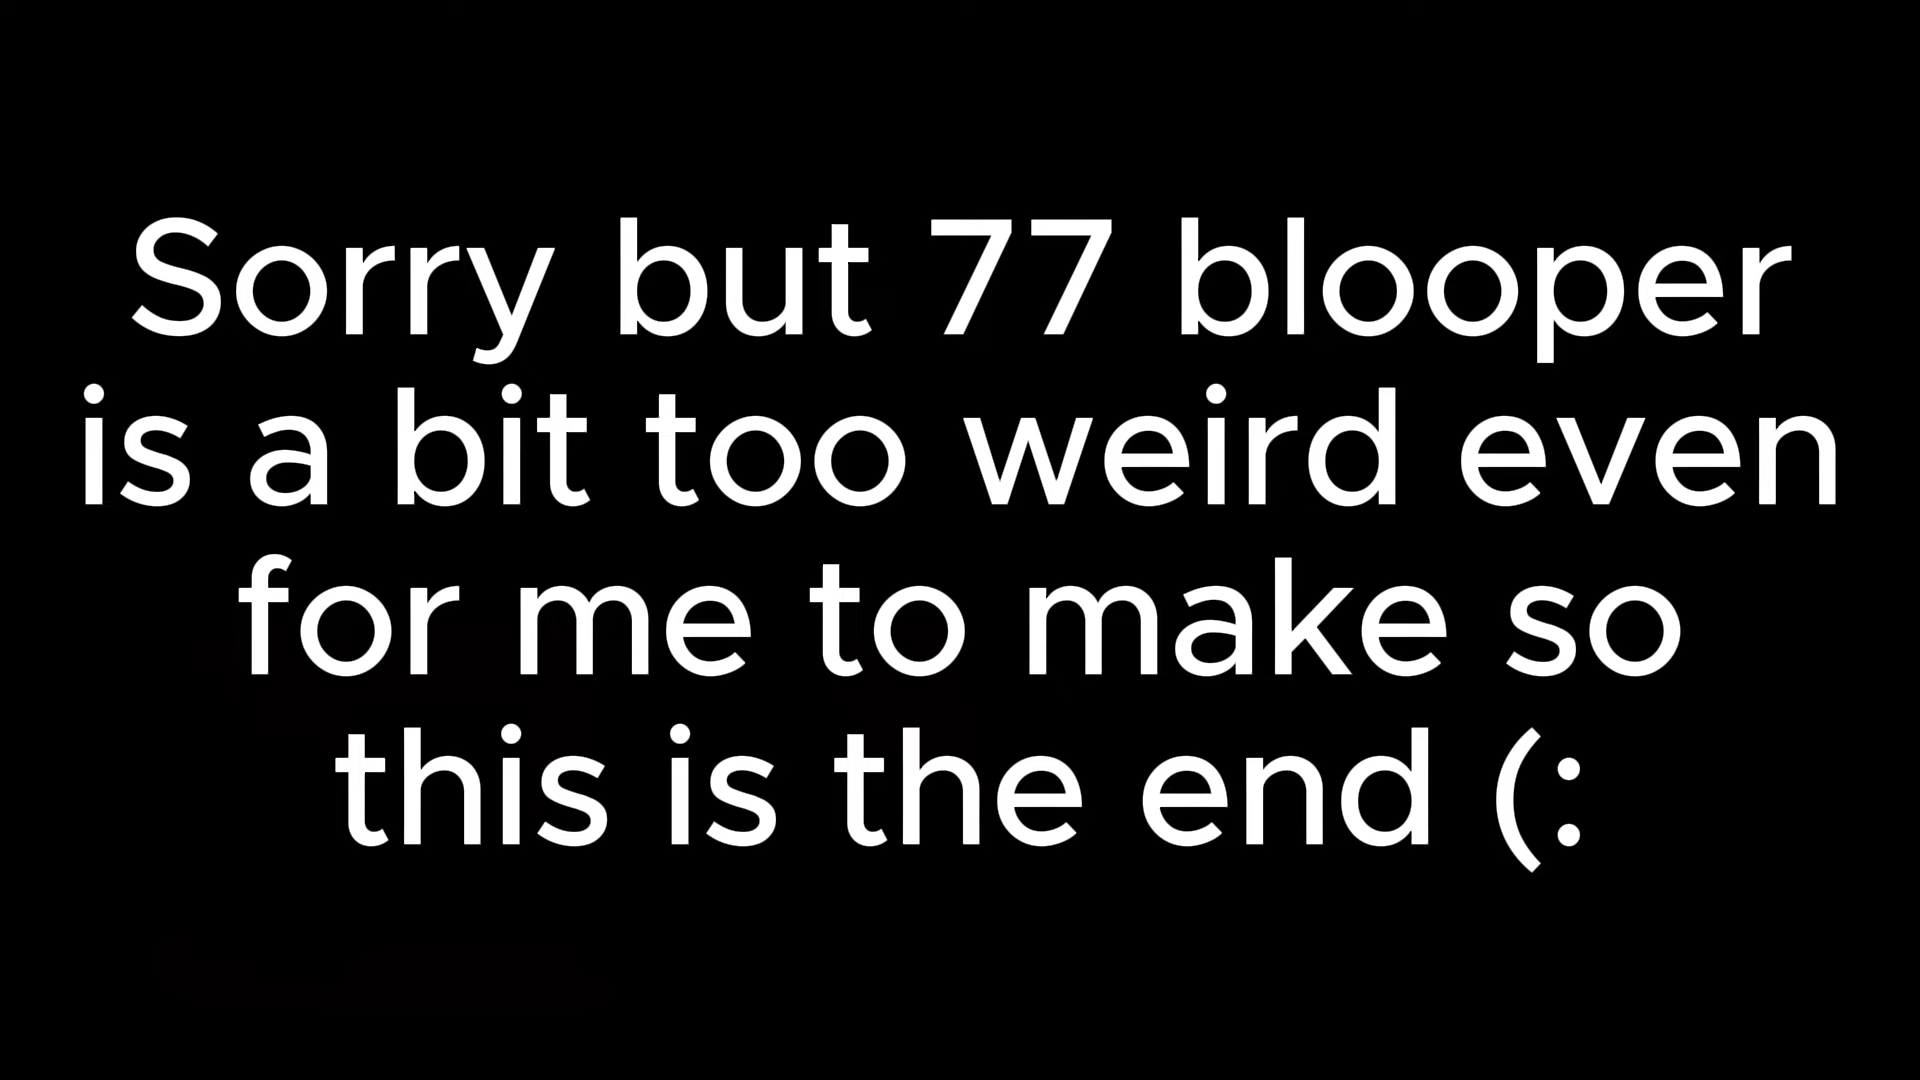 Sorry but 77 blooper
is a bit too weird even
for me to make so
this is the end (: